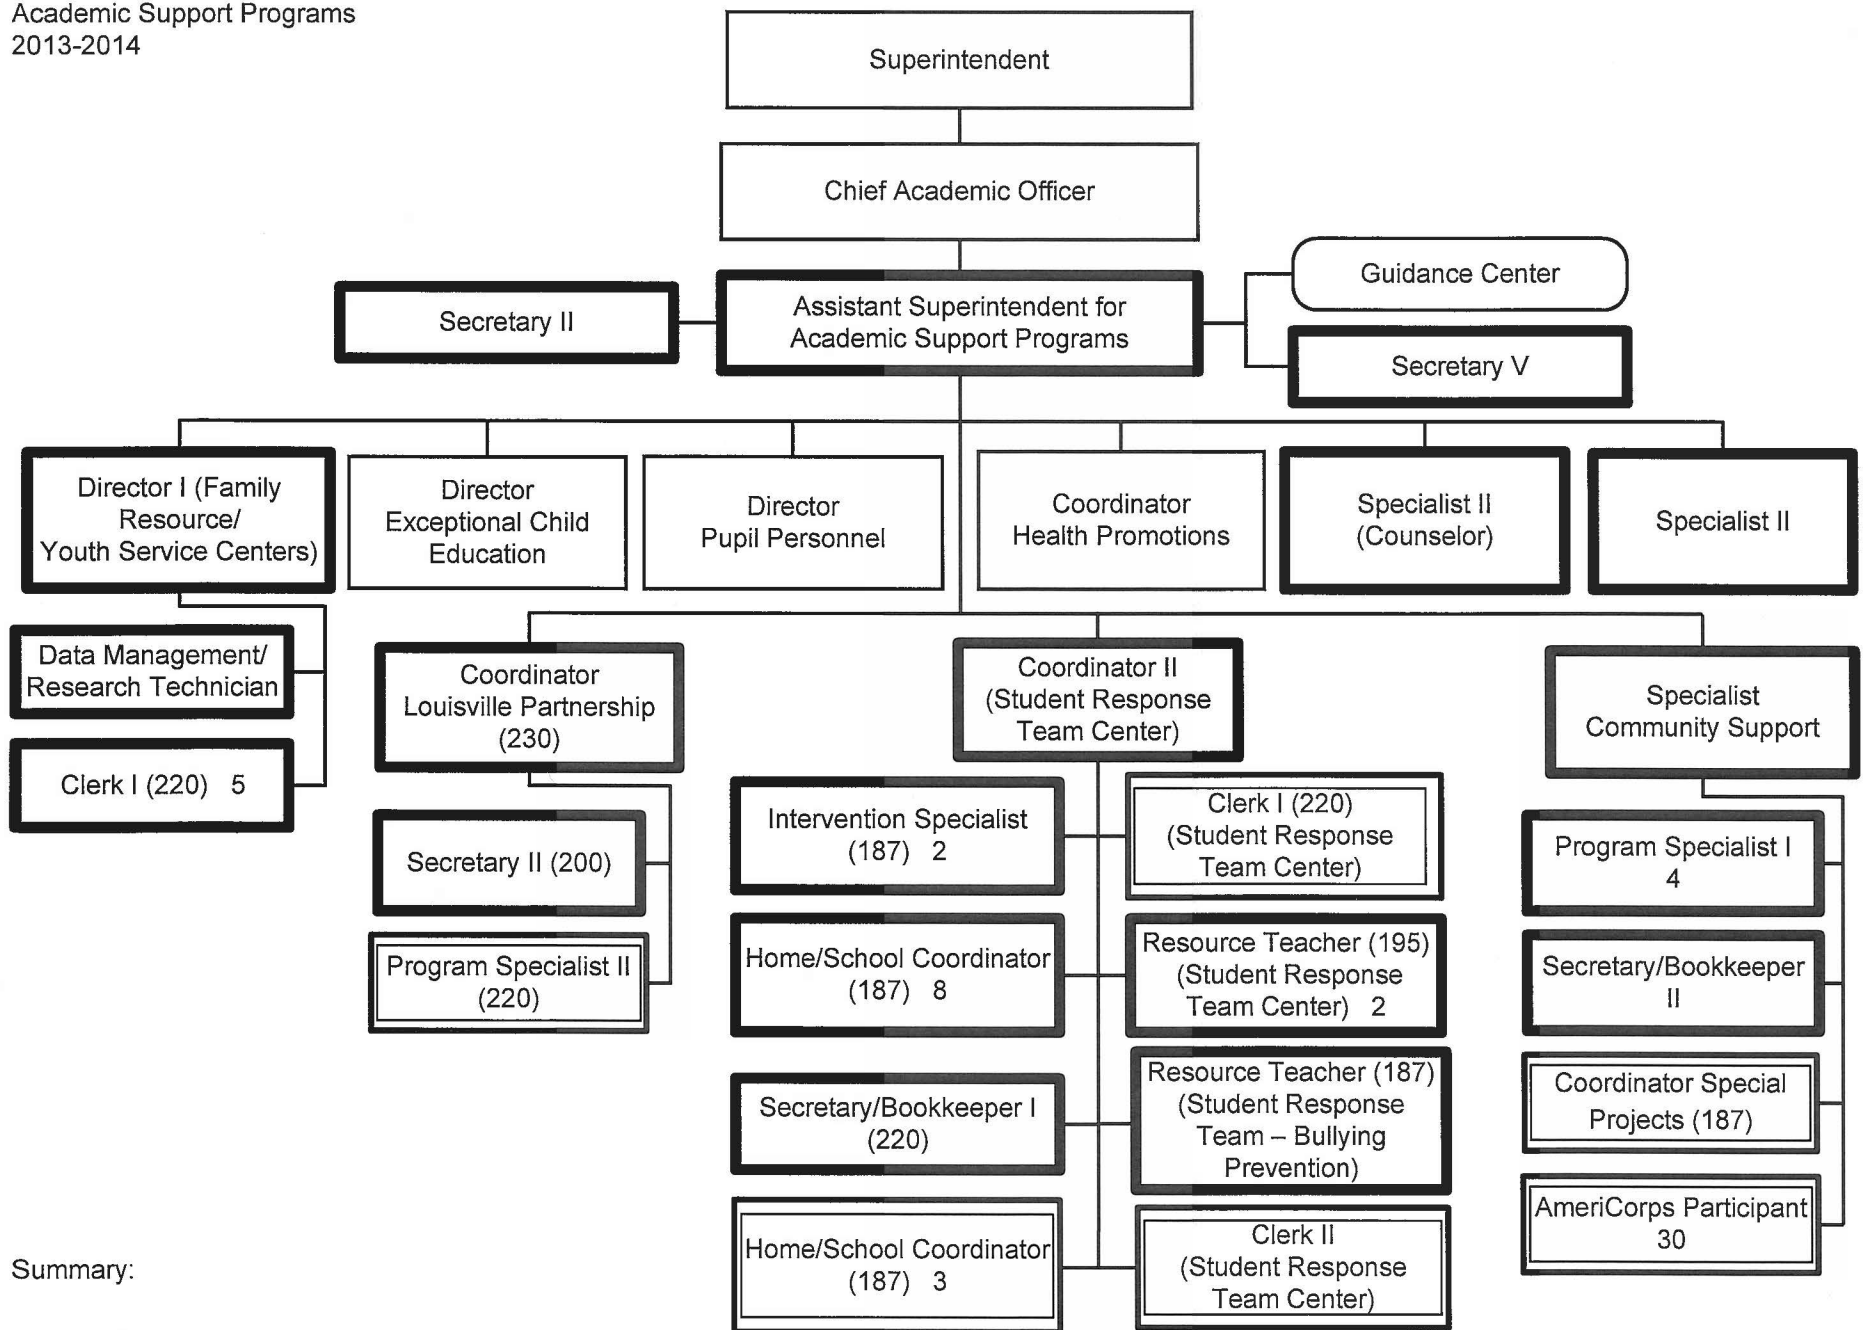 Academic Support Programs
2013-2014
Superintendent
Chief Academic Officer
Guidance Center
Secretary II
Assistant Superintendent for
Academic Support Programs
Secretary V
Director I (Family
Resource/
Youth Service Centers)
Director
Exceptional Child
Education
Director
Pupil Personnel
Coordinator
Health Promotions
Specialist II
(Counselor)
Specialist II
Data Management/
Research Technician
Clerk I (220) 5
Coordinator
Louisville Partnership
(230)
Secretary II (200)
Program Specialist II
(220)
Coordinator II
(Student Response
Team Center)
Intervention Specialist
(187) 2
Clerk I (220)
(Student Response
Team Center)
Home/School Coordinator
(187) 8
Resource Teacher (195)
(Student Response
Team Center) 2
Secretary/Bookkeeper I
(220)
Resource Teacher (187)
(Student Response
Team – Bullying
Prevention)
Home/School Coordinator
(187) 3
Clerk II
(Student Response
Team Center)
Specialist
Community Support
Program Specialist I
4
Secretary/Bookkeeper
II
Coordinator Special
Projects (187)
AmeriCorps Participant
30
Summary: